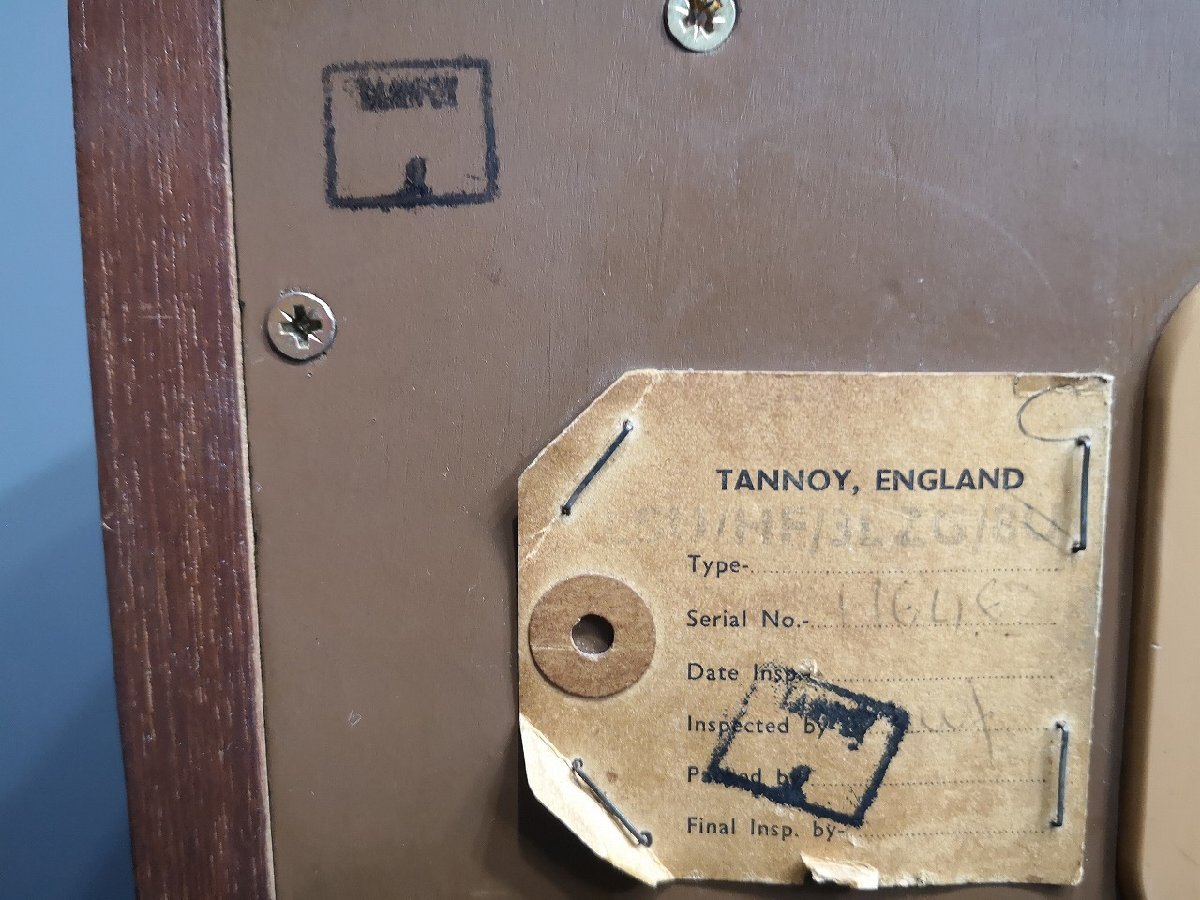 TANNOY
TANNOY, ENGLAND
Type-
Serial No.-
Date Insp.-
Inspected by-
Passed by-
Final Insp. by-